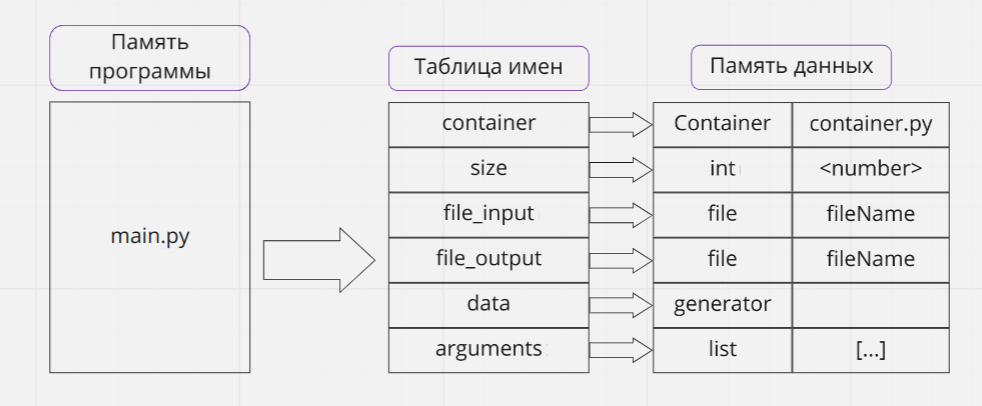 Память
программы
Таблица имен
Память данных
main.py
container
Container
container.py
size
int
<number>
file_input
file
fileName
file_output
file
fileName
data
generator
arguments
list
[...]